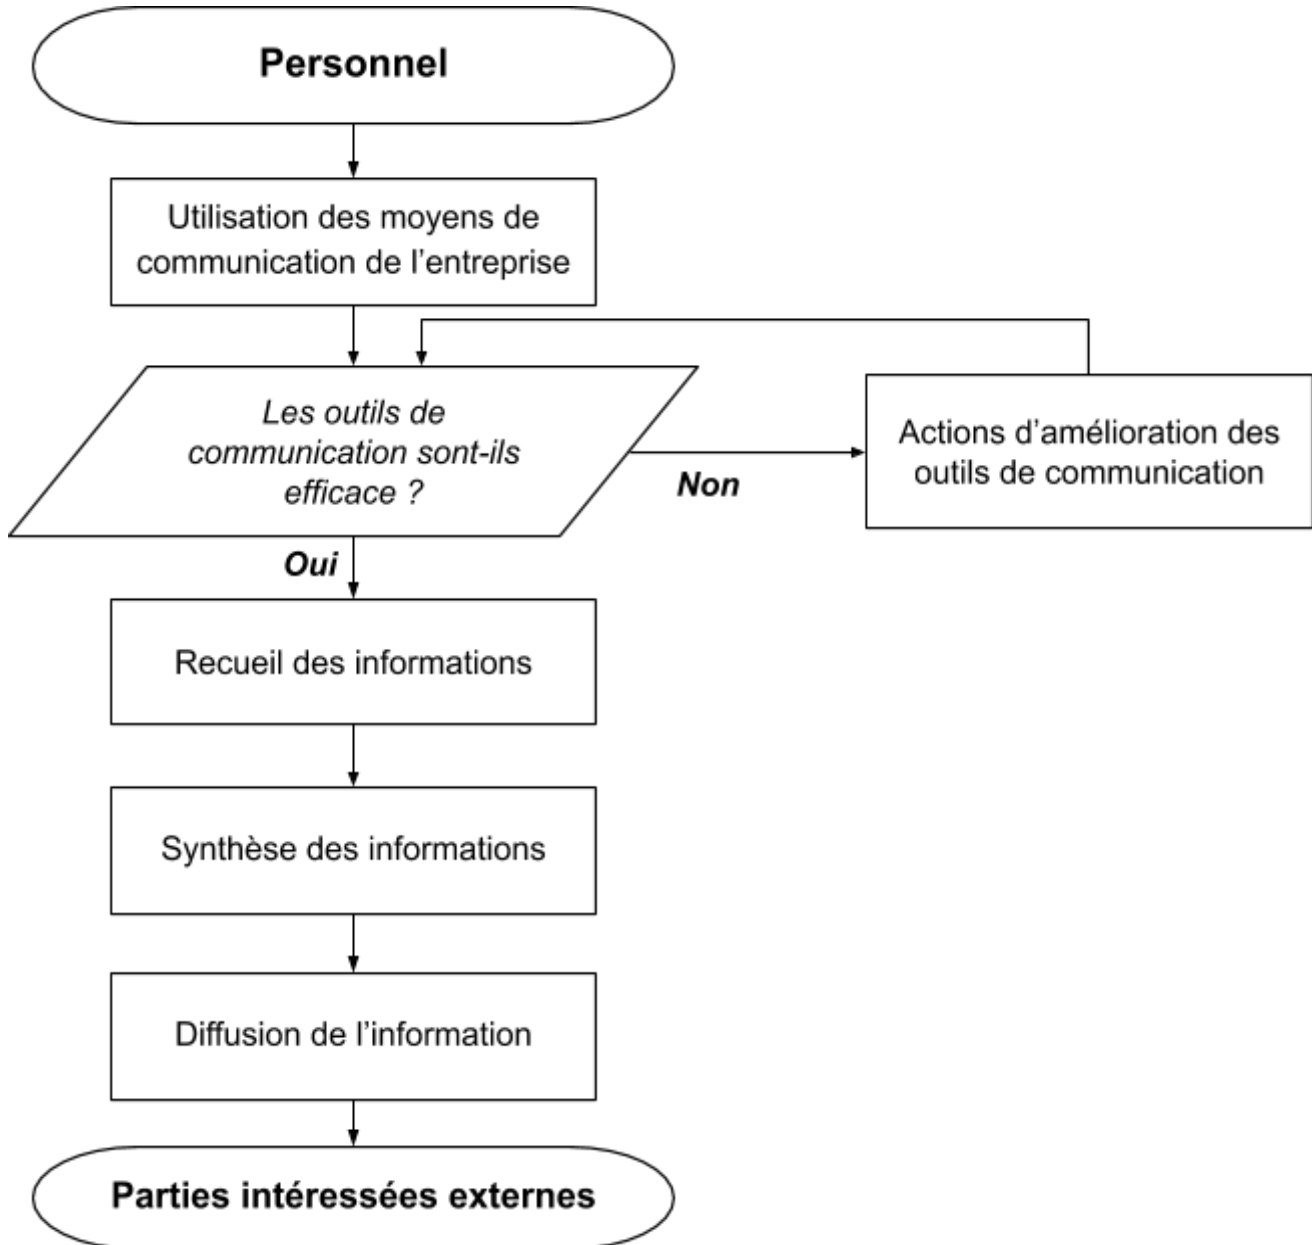 Personnel
Utilisation des moyens de
communication de l’entreprise
Les outils de
communication sont-ils
efficace ?
Non
Actions d’amélioration des
outils de communication
Oui
Recueil des informations
Synthèse des informations
Diffusion de l’information
Parties intéressées externes